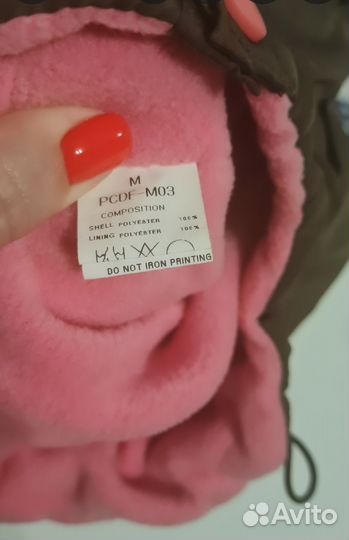 M
PCDF-M03
COMPOSITION
SHELL POLYESTER 100%
LINING POLYESTER 100%
DO NOT IRON PRINTING
Avito